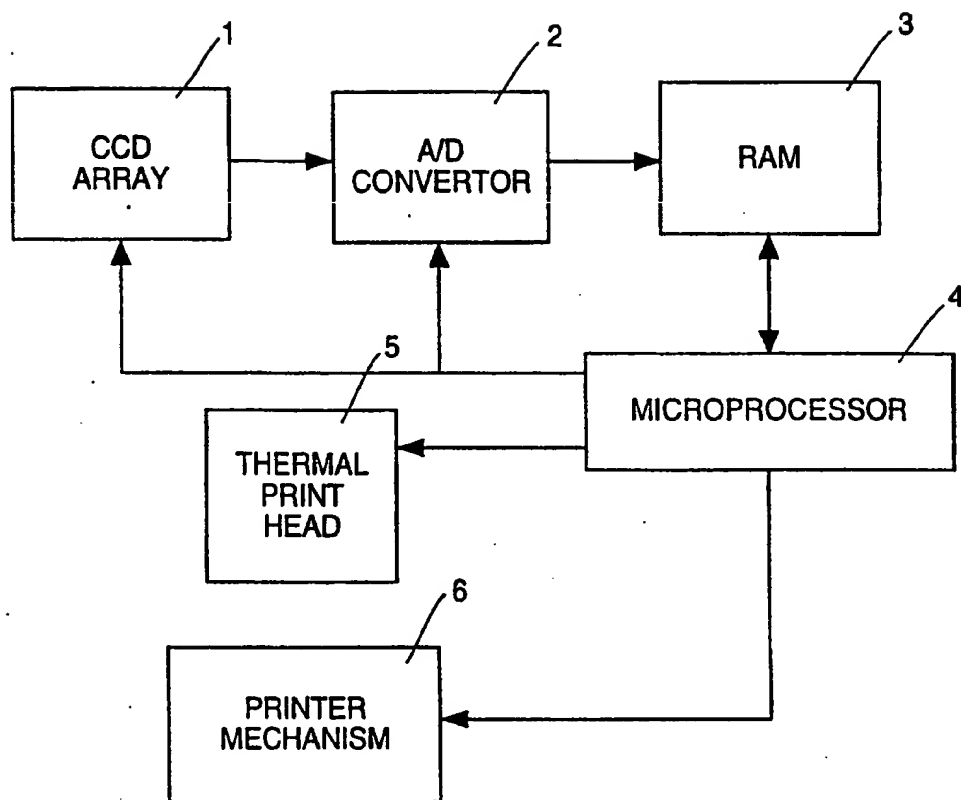 1
2
3
CCD
ARRAY
A/D
CONVERTOR
RAM
4
5
MICROPROCESSOR
THERMAL
PRINT
HEAD
6
PRINTER
MECHANISM